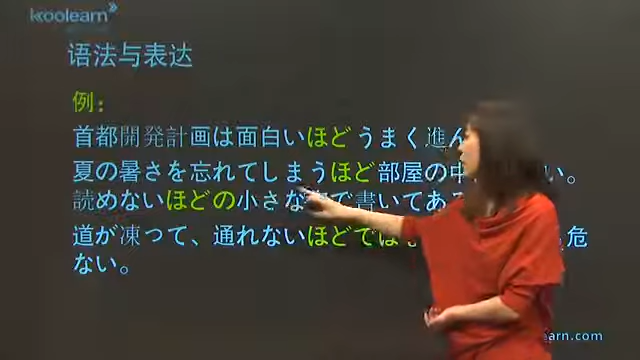 koolearn
语法与表达
例：
首都開発計画は面白いほどうまく進ん
夏の暑さを忘れてしまうほど部屋の中 い。
読めないほどの小さな で書いてあ
道が凍って、通れないほどでは 危
ない。
arn.com